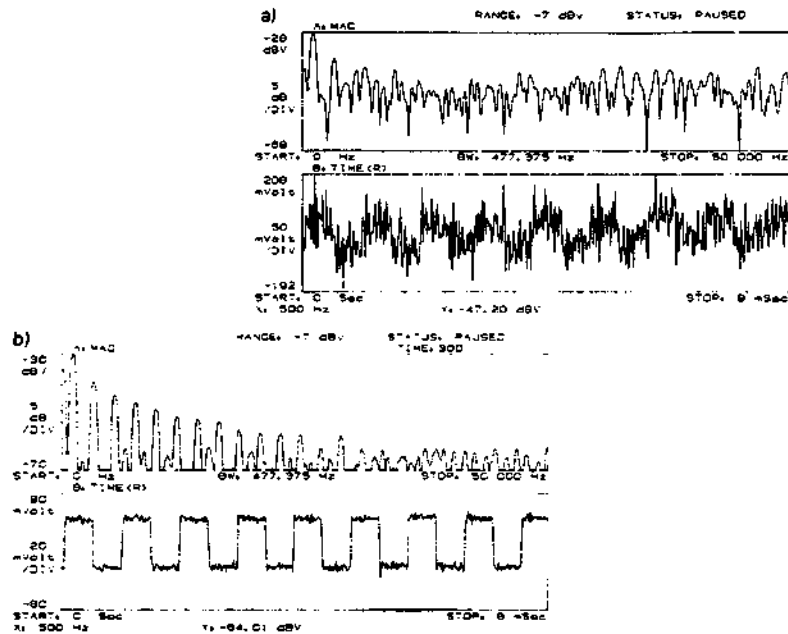 a)
RANGE: -7 dBV STATUS: PAUSED
A: MAG
-20
dBV
5
dB
/DIV
START: 0 Hz BW: 477.375 Hz STOP: 50 000 Hz
B: TIME(R)
200
mVolt
50
mVolt
/DIV
-192
START: 0 Sec STOP: 8 mSec
X: 500 Hz Y: -47.20 dBV
b)
RANGE: -7 dBV STATUS: PAUSED
A: MAG TIME: 300
-30
5
dB
/DIV
-70
START: 0 Hz BW: 477.375 Hz STOP: 50 000 Hz
B: TIME(R)
80
mVolt
20
mVolt
/DIV
-80
START: 0 Sec STOP: 8 mSec
X: 500 Hz Y: -64.01 dBV